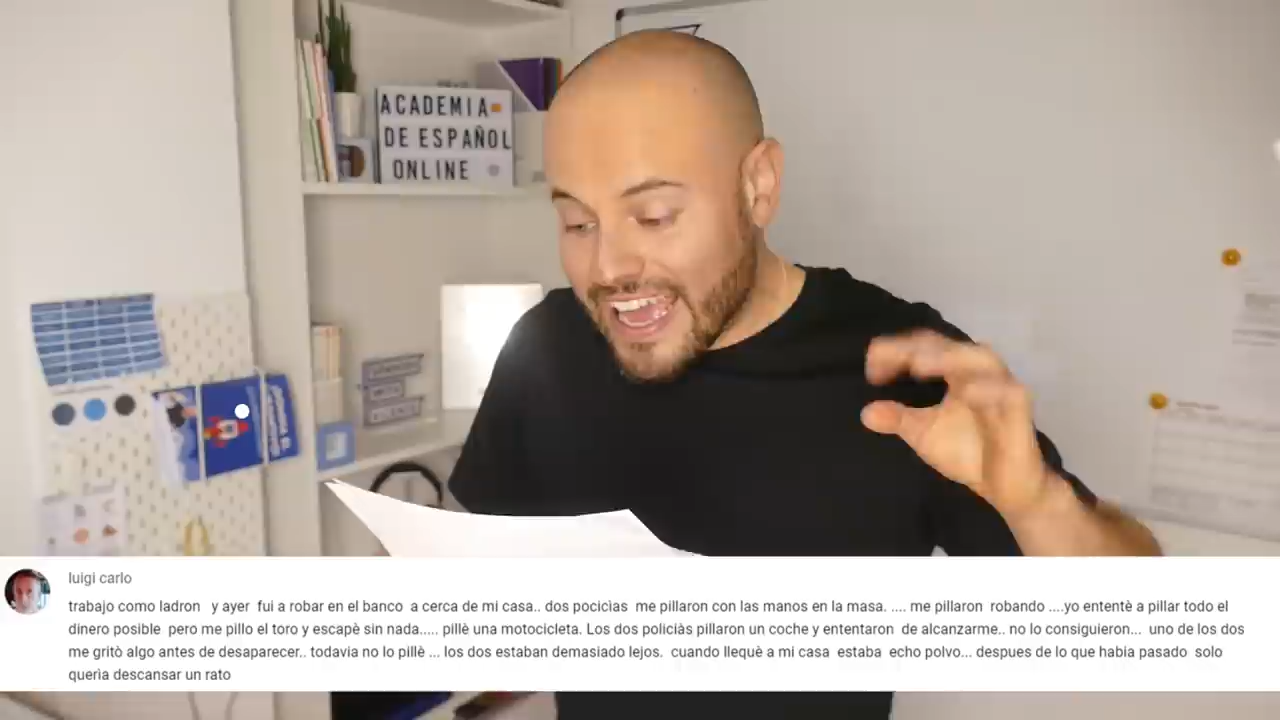 ACADEMIA
DE ESPAÑOL
ONLINE
luigi carlo
trabajo como ladron y ayer fui a robar en el banco a cerca de mi casa.. dos pocicìas me pillaron con las manos en la masa. .... me pillaron robando ....yo ententè a pillar todo el
dinero posible pero me pillo el toro y escapè sin nada..... pillè una motocicleta. Los dos policiàs pillaron un coche y ententaron de alcanzarme.. no lo consiguieron... uno de los dos
me gritò algo antes de desaparecer.. todavia no lo pillè ... los dos estaban demasiado lejos. cuando llequè a mi casa estaba echo polvo... despues de lo que habia pasado solo
querìa descansar un rato